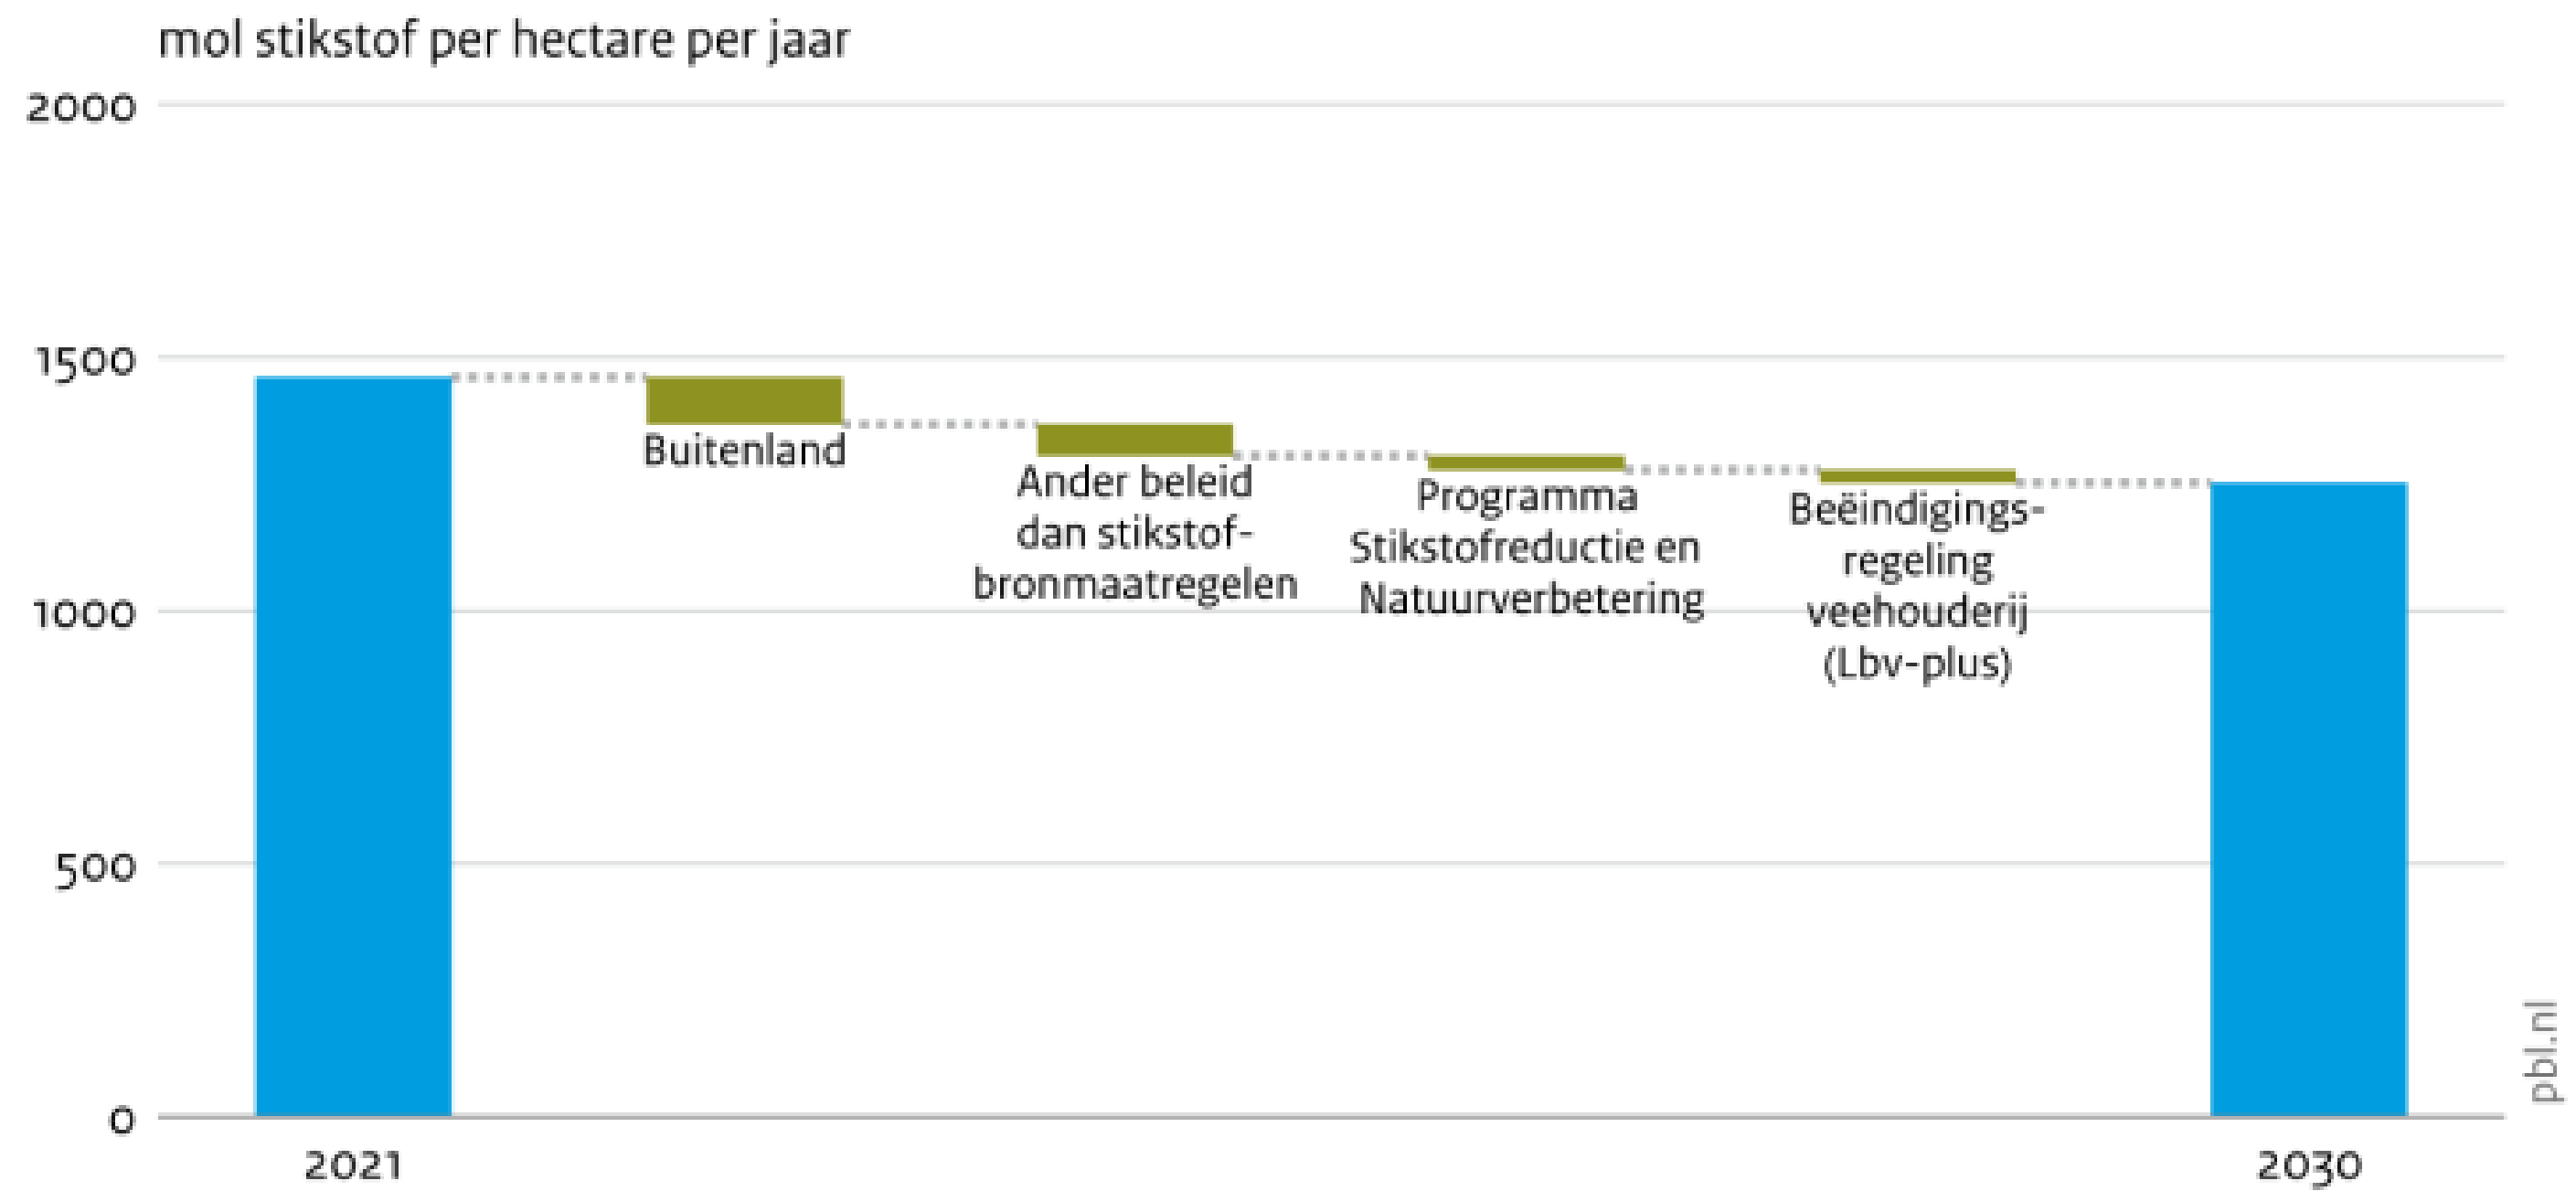 mol stikstof per hectare per jaar
2000
1500
1000
500
0
Buitenland
Ander beleid
dan stikstof-
bronmaatregelen
Programma
Stikstofreductie en
Natuurverbetering
Beëindigings-
regeling
veehouderij
(Lbv-plus)
2021
2030
pbl.nl